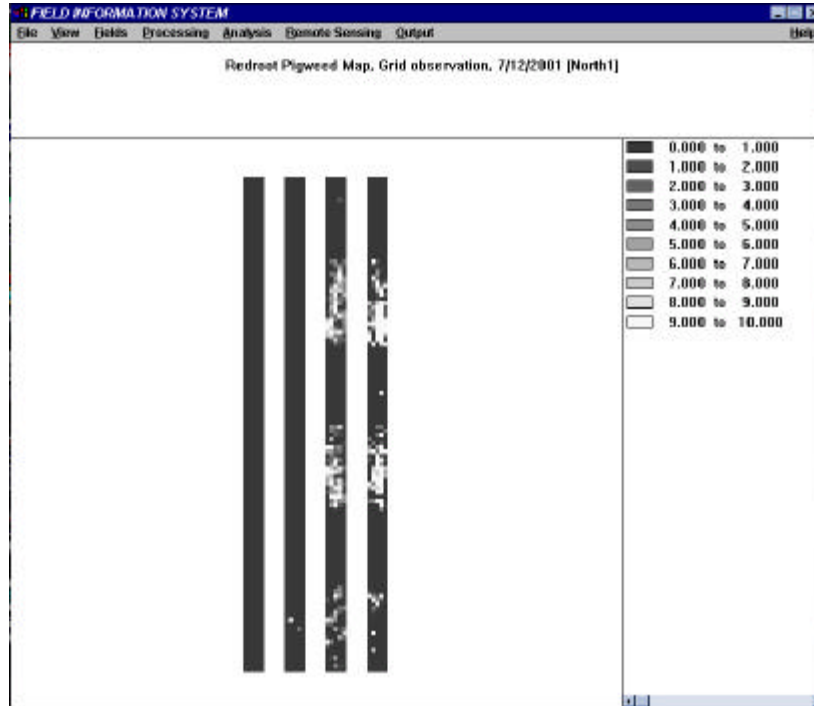 FIELD INFORMATION SYSTEM
File View Fields Processing Analysis Remote Sensing Output Help
Redroot Pigweed Map, Grid observation, 7/12/2001 [North1]
0.000 to 1.000
1.000 to 2.000
2.000 to 3.000
3.000 to 4.000
4.000 to 5.000
5.000 to 6.000
6.000 to 7.000
7.000 to 8.000
8.000 to 9.000
9.000 to 10.000